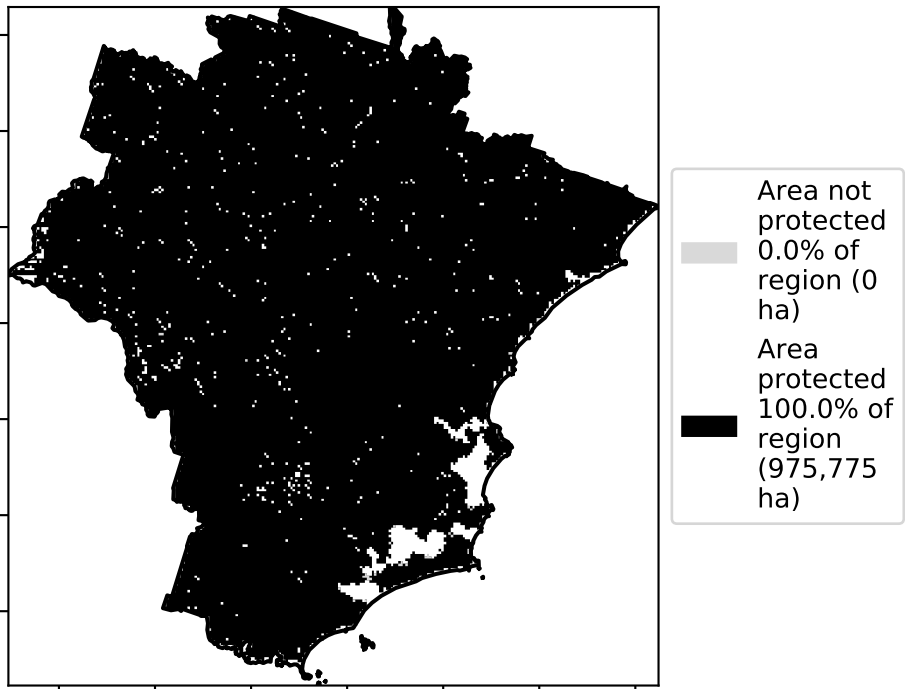 Area not
protected
0.0% of
region (0
ha)
Area
protected
100.0% of
region
(975,775
ha)